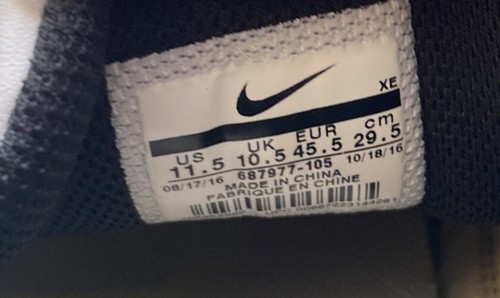 XE
US UK EUR cm
11.5 10.5 45.5 29.5
08/17/16 687977-105 10/18/16
MADE IN CHINA
FABRIQUE EN CHINE